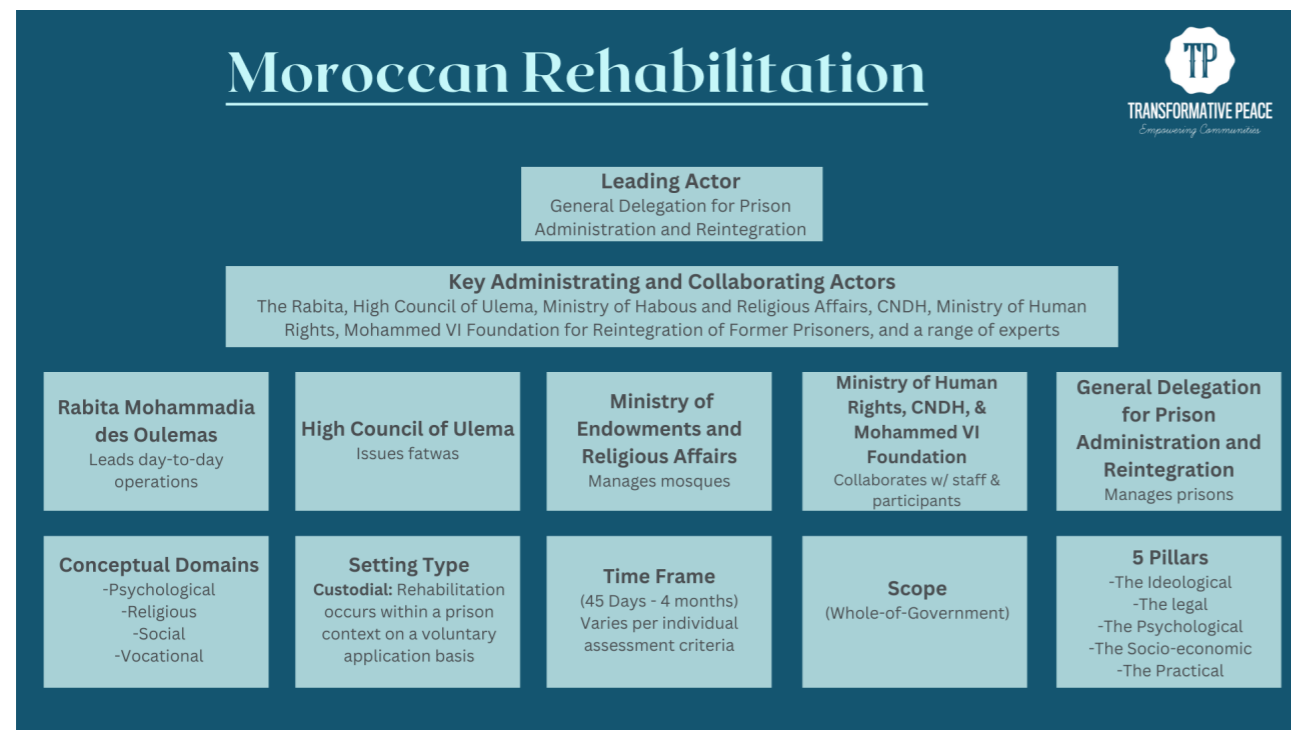 Moroccan Rehabilitation
TP
TRANSFORMATIVE PEACE
Empowering Communities
Leading Actor
General Delegation for Prison
Administration and Reintegration
Key Administrating and Collaborating Actors
The Rabita, High Council of Ulema, Ministry of Habous and Religious Affairs, CNDH, Ministry of Human
Rights, Mohammed VI Foundation for Reintegration of Former Prisoners, and a range of experts
Rabita Mohammadia
des Oulemas
Leads day-to-day
operations
High Council of Ulema
Issues fatwas
Ministry of
Endowments and
Religious Affairs
Manages mosques
Ministry of Human
Rights, CNDH, &
Mohammed VI
Foundation
Collaborates w/ staff &
participants
General Delegation
for Prison
Administration and
Reintegration
Manages prisons
Conceptual Domains
-Psychological
-Religious
-Social
-Vocational
Setting Type
Custodial: Rehabilitation
occurs within a prison
context on a voluntary
application basis
Time Frame
(45 Days - 4 months)
Varies per individual
assessment criteria
Scope
(Whole-of-Government)
5 Pillars
-The Ideological
-The legal
-The Psychological
-The Socio-economic
-The Practical